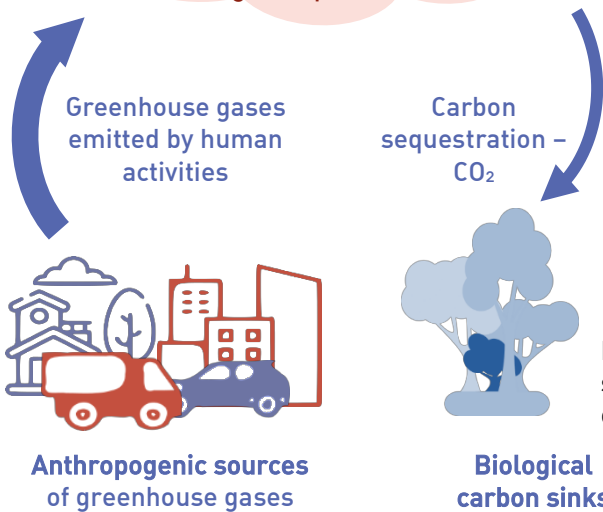 Greenhouse gases
emitted by human
activities
Carbon
sequestration –
CO₂
Anthropogenic sources
of greenhouse gases
Biological
carbon sinks